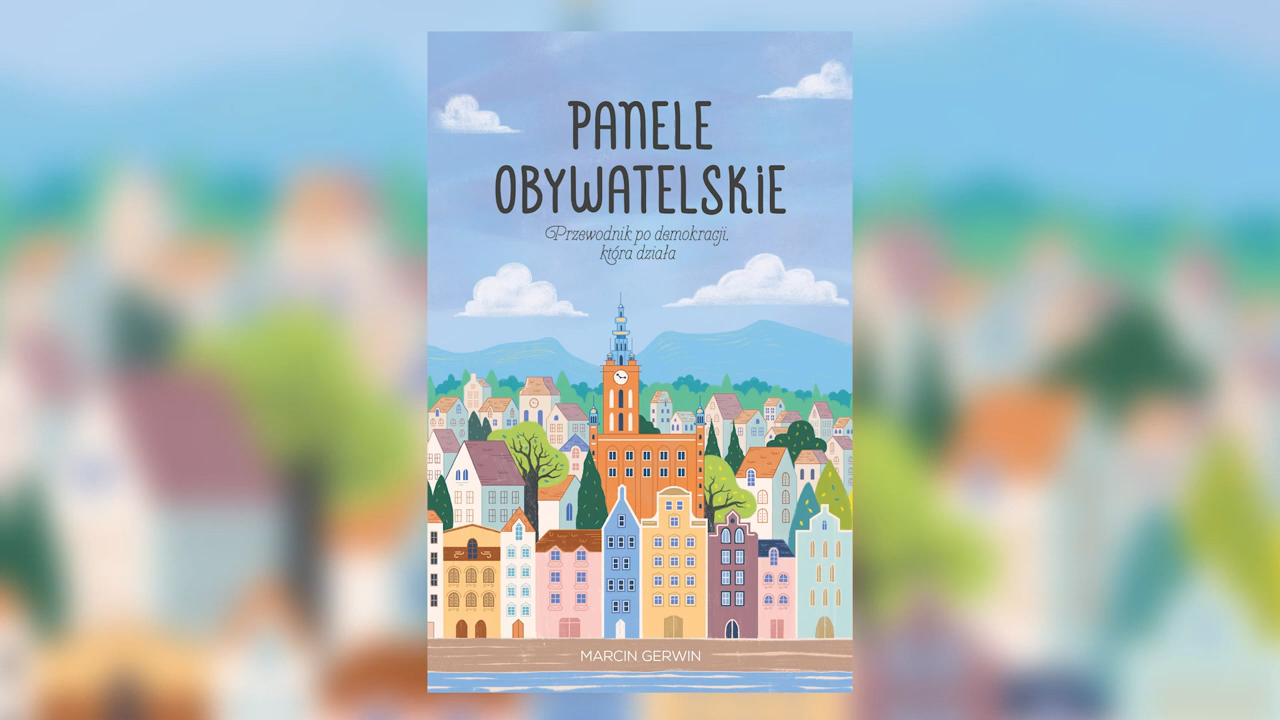 PANELE
OBYWATELSKiE
Przewodnik po demokracji,
która działa
MARCIN GERWIN